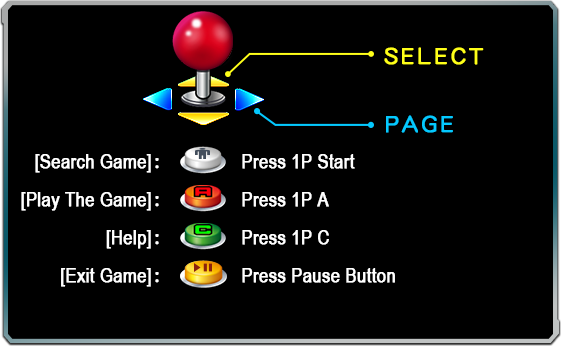 SELECT
PAGE
[Search Game]: Press 1P Start
[Play The Game]: A Press 1P A
[Help]: C Press 1P C
[Exit Game]: Press Pause Button